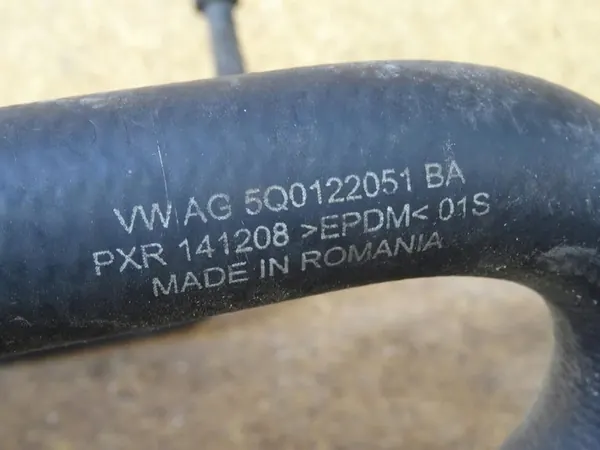 VW AG 5Q0122051 BA
PXR 141208 >EPDM< 01S
MADE IN ROMANIA